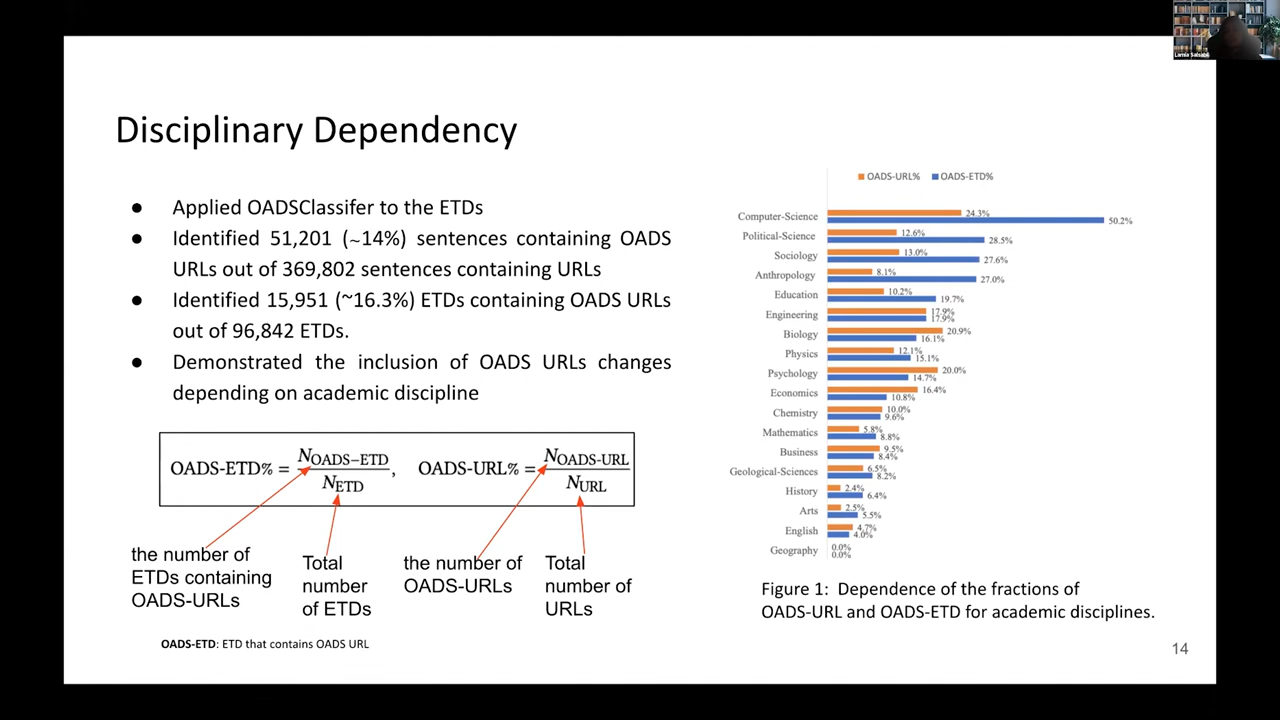 Disciplinary Dependency
● Applied OADSClassifer to the ETDs
● Identified 51,201 (~14%) sentences containing OADS
URLs out of 369,802 sentences containing URLs
● Identified 15,951 (~16.3%) ETDs containing OADS URLs
out of 96,842 ETDs.
● Demonstrated the inclusion of OADS URLs changes
depending on academic discipline
OADS-ETD% = N_OADS−ETD / N_ETD, OADS-URL% = N_OADS-URL / N_URL
the number of
ETDs containing
OADS-URLs
Total
number
of ETDs
the number of
OADS-URLs
Total
number of
URLs
OADS-ETD: ETD that contains OADS URL
OADS-URL% OADS-ETD%
Computer-Science 24.3% 50.2%
Political-Science 12.6% 28.5%
Sociology 13.0% 27.6%
Anthropology 8.1% 27.0%
Education 10.2% 19.7%
Engineering 17.9% 17.9%
Biology 20.9% 16.1%
Physics 12.1% 15.1%
Psychology 20.0% 14.7%
Economics 16.4% 10.8%
Chemistry 10.0% 9.6%
Mathematics 5.8% 8.8%
Business 9.5% 8.4%
Geological-Sciences 6.5% 8.2%
History 2.4% 6.4%
Arts 2.5% 5.5%
English 4.7% 4.0%
Geography 0.0% 0.0%
Figure 1: Dependence of the fractions of
OADS-URL and OADS-ETD for academic disciplines.
14
Lamia